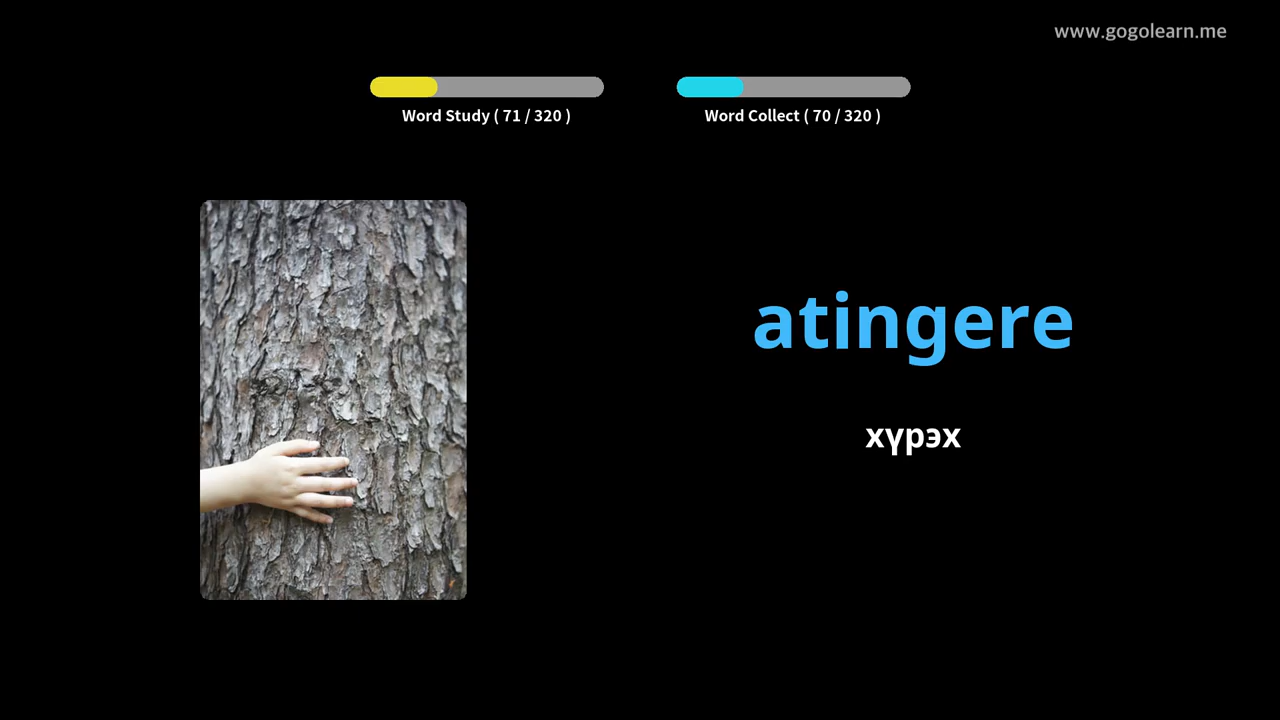 www.gogolearn.me
Word Study ( 71 / 320 )
Word Collect ( 70 / 320 )
atingere
хүрэх